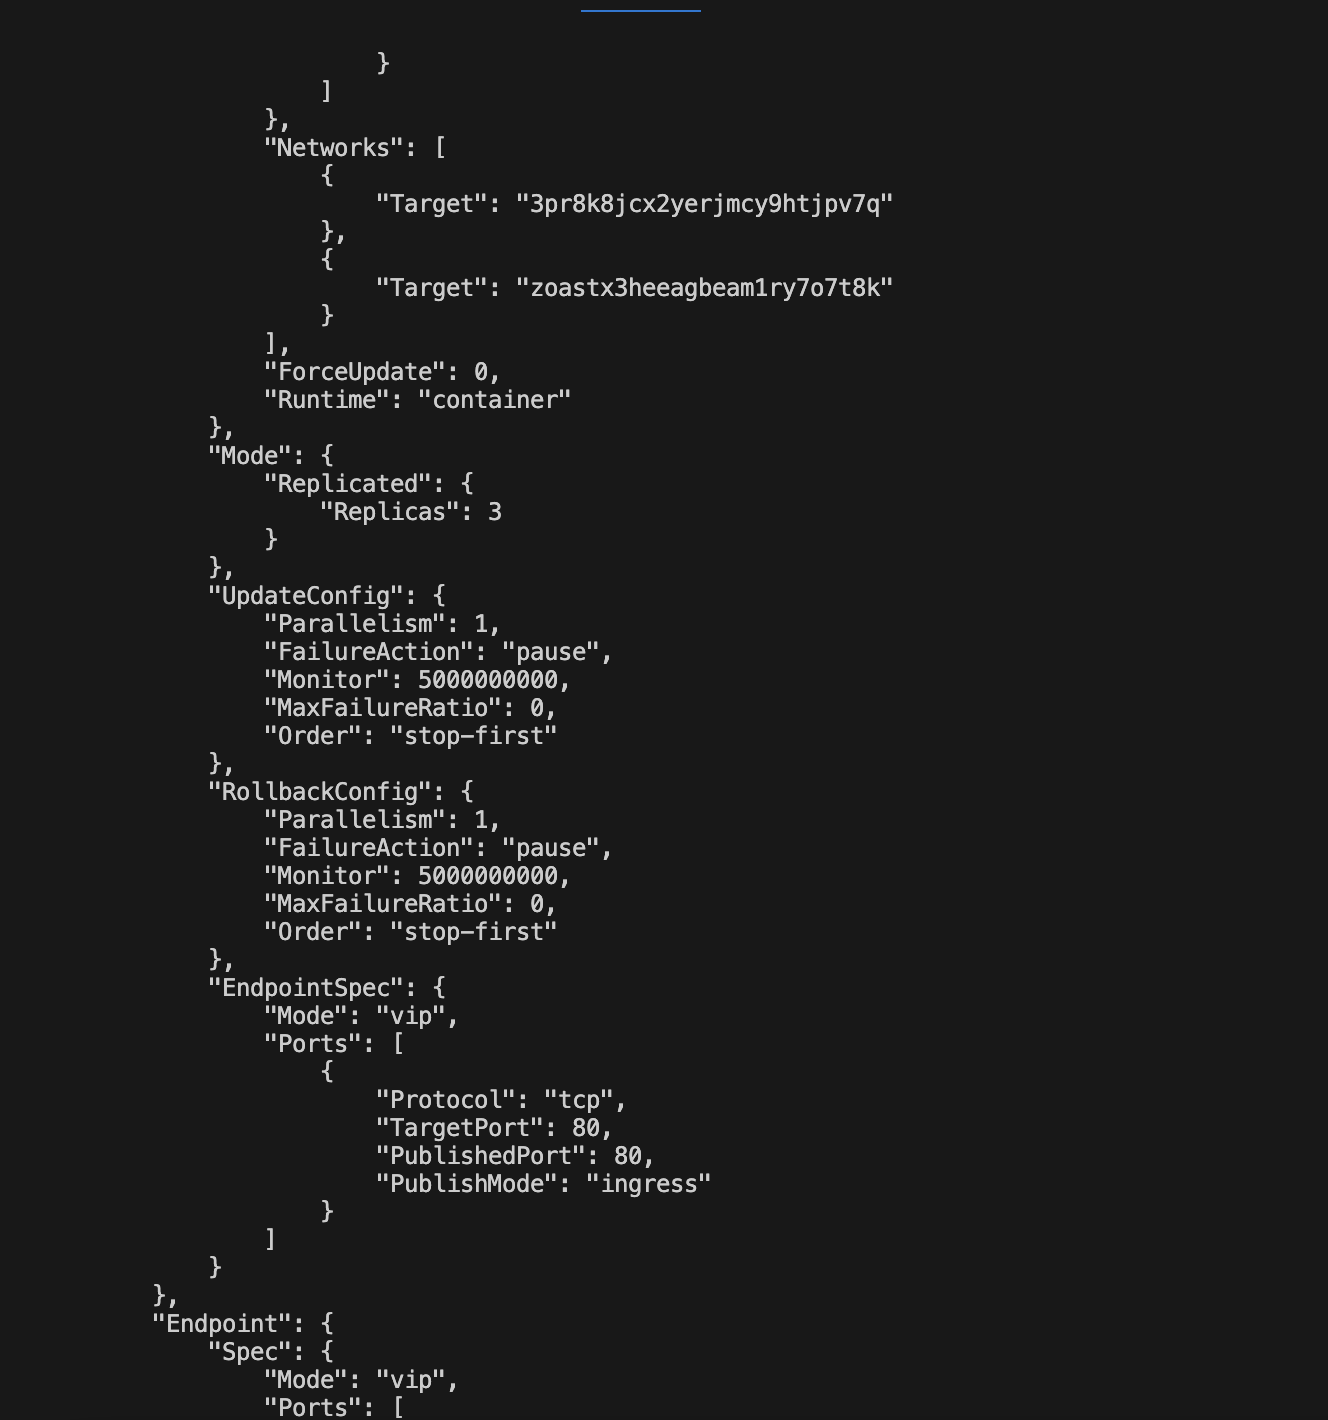 }
            ]
        },
        "Networks": [
            {
                "Target": "3pr8k8jcx2yerjmcy9htjpv7q"
            },
            {
                "Target": "zoastx3heeagbeam1ry7o7t8k"
            }
        ],
        "ForceUpdate": 0,
        "Runtime": "container"
    },
    "Mode": {
        "Replicated": {
            "Replicas": 3
        }
    },
    "UpdateConfig": {
        "Parallelism": 1,
        "FailureAction": "pause",
        "Monitor": 5000000000,
        "MaxFailureRatio": 0,
        "Order": "stop-first"
    },
    "RollbackConfig": {
        "Parallelism": 1,
        "FailureAction": "pause",
        "Monitor": 5000000000,
        "MaxFailureRatio": 0,
        "Order": "stop-first"
    },
    "EndpointSpec": {
        "Mode": "vip",
        "Ports": [
            {
                "Protocol": "tcp",
                "TargetPort": 80,
                "PublishedPort": 80,
                "PublishMode": "ingress"
            }
        ]
    }
},
"Endpoint": {
    "Spec": {
        "Mode": "vip",
        "Ports": [